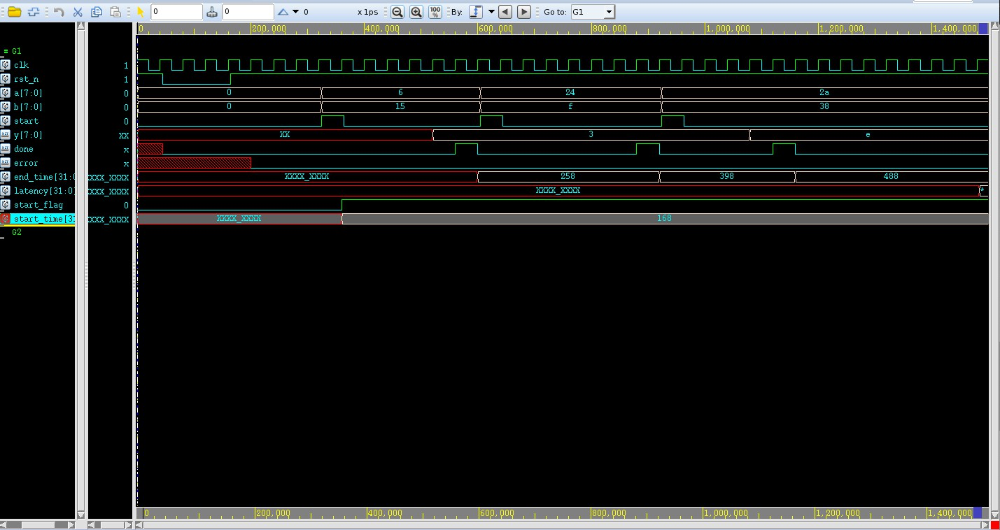 0 0 0 x 1ps 100% By: Go to: G1
0 200,000 400,000 600,000 800,000 1,000,000 1,200,000 1,400,000
G1
clk 1
rst_n 1
a[7:0] 0 0 6 24 2a
b[7:0] 0 0 15 f 38
start 0
y[7:0] XX XX 3 e
done x
error x
end_time[31:0 XXX_XXXX XXXX_XXXX 258 398 488
latency[31:0] XXX_XXXX XXXX_XXXX *
start_flag 0
start_time[31 XXX_XXXX XXXX_XXXX 168
G2
0 200,000 400,000 600,000 800,000 1,000,000 1,200,000 1,400,000